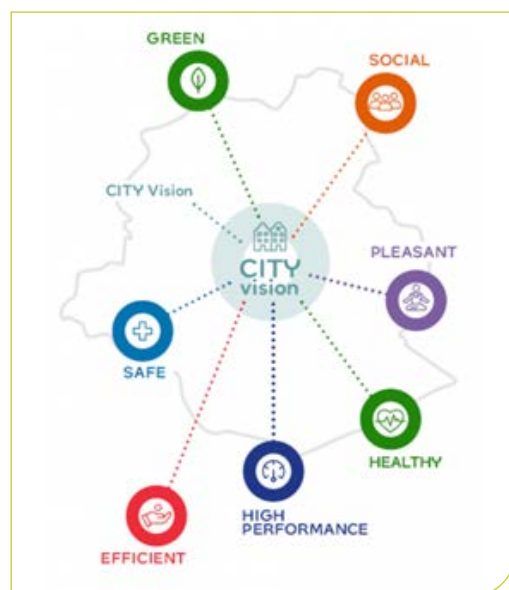 GREEN
SOCIAL
CITY Vision
CITY
vision
PLEASANT
SAFE
HEALTHY
HIGH
PERFORMANCE
EFFICIENT